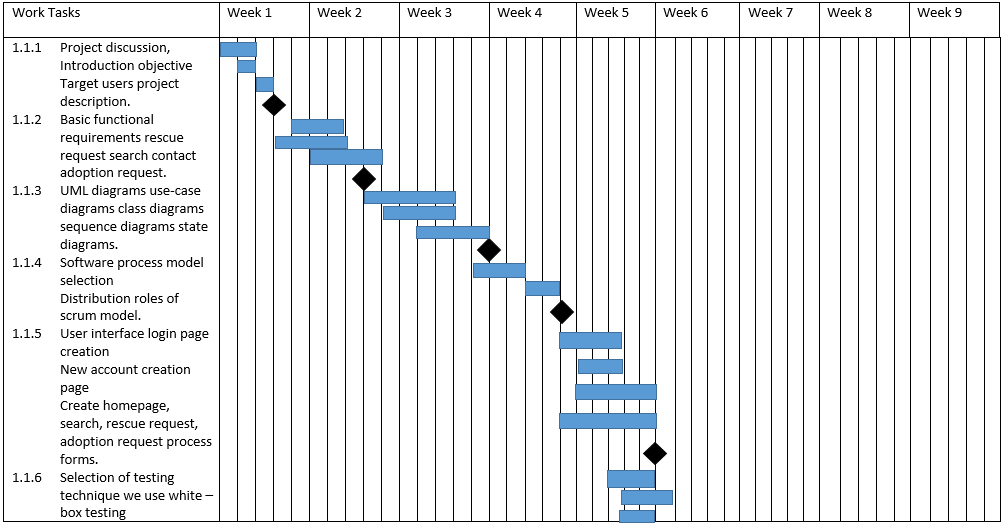 Work Tasks Week 1 Week 2 Week 3 Week 4 Week 5 Week 6 Week 7 Week 8 Week 9
1.1.1 Project discussion,
Introduction objective
Target users project
description.
1.1.2 Basic functional
requirements rescue
request search contact
adoption request.
1.1.3 UML diagrams use-case
diagrams class diagrams
sequence diagrams state
diagrams.
1.1.4 Software process model
selection
Distribution roles of
scrum model.
1.1.5 User interface login page
creation
New account creation
page
Create homepage,
search, rescue request,
adoption request process
forms.
1.1.6 Selection of testing
technique we use white –
box testing